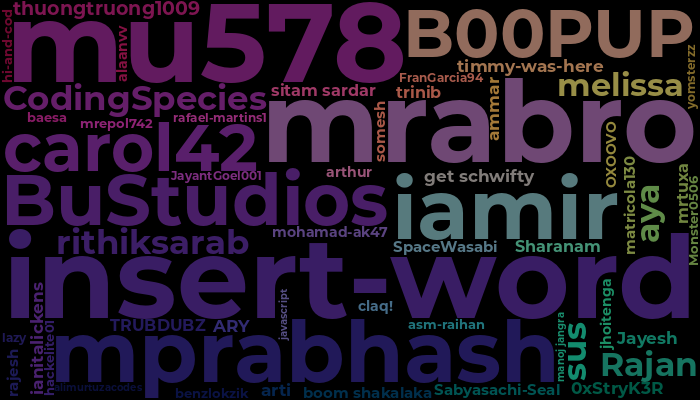 thuongtruong1009
hi-and-cod
mu578
alaanvv
B00PUP
timmy-was-here
FranGarcia94
melissa
yomsterzz
CodingSpecies
sitam sardar
trinib
ammar
baesa
mrepol742
rafael-martins1
somesh
mrabro
carol42
JayantGoel001
arthur
get schwifty
oxoovo
matricola130
aya
mrtuxa
Monster0506
BuStudios
iamir
mohamad-ak47
rithiksarab
SpaceWasabi
Sharanam
insert-word
ianitalickens
hackelite01
javascript
claq!
asm-raihan
TRUBDUBZ
ARY
lazy
rajesh
mprabhash
manoj jangra
sus
jhoitenga
Jayesh
Rajan
benzlokzik
arti
boom shakalaka
Sabyasachi-Seal
0xStryK3R